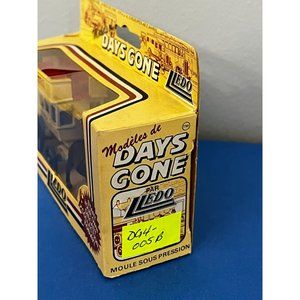 DAYS GONE
LLEDO
Modèles de
DAYS
GONE
PAR
LLEDO
DG4-
005B
MOULE SOUS PRESSION